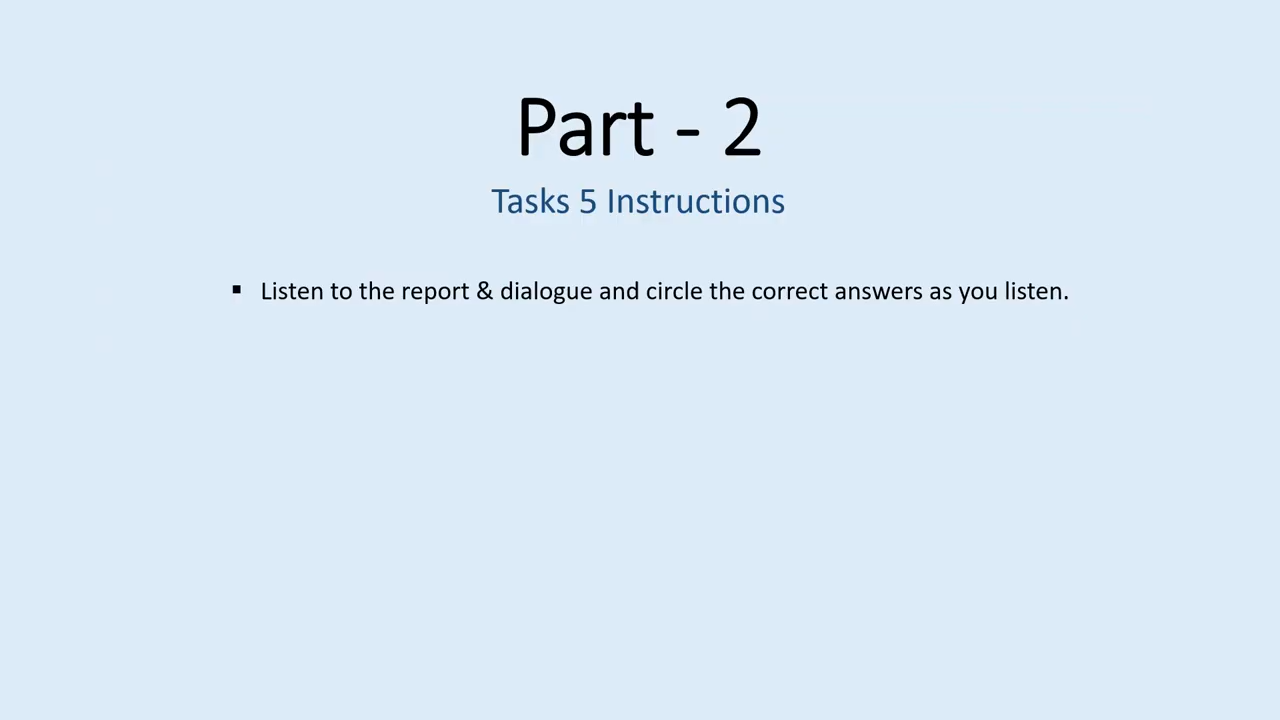 Part - 2
Tasks 5 Instructions
▪ Listen to the report & dialogue and circle the correct answers as you listen.